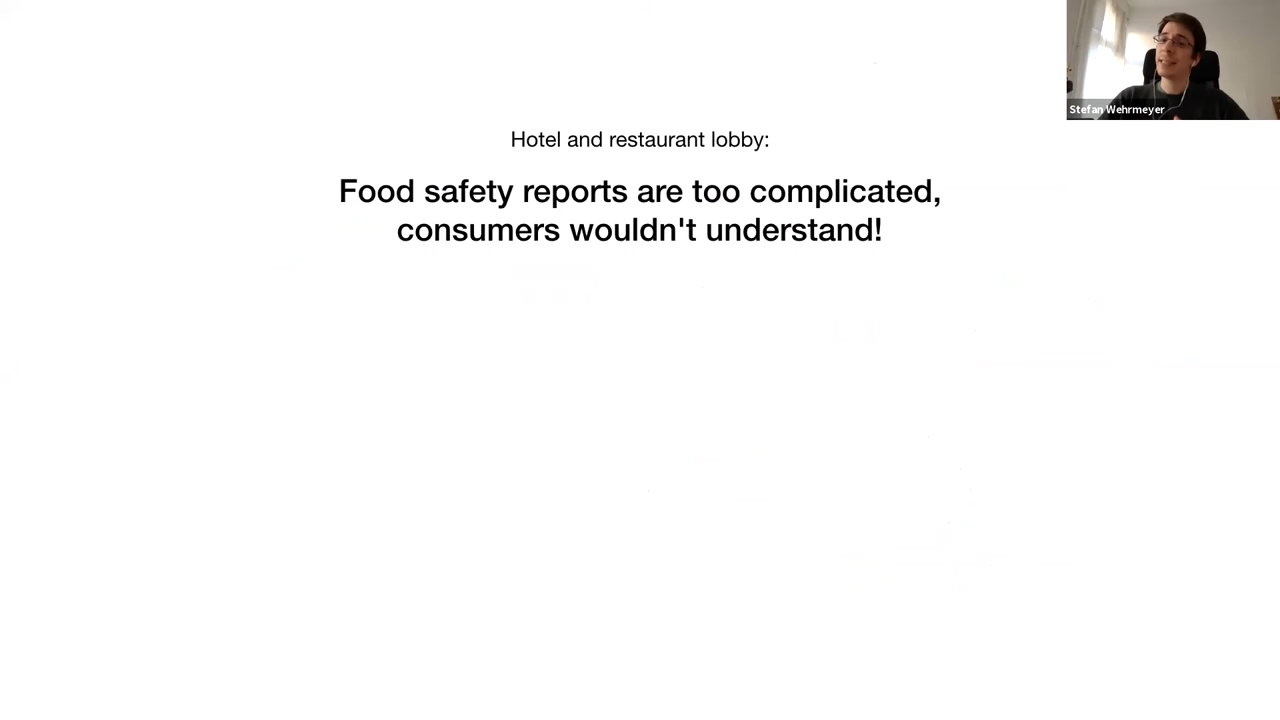 Stefan Wehrmeyer
Hotel and restaurant lobby:
Food safety reports are too complicated,
consumers wouldn't understand!